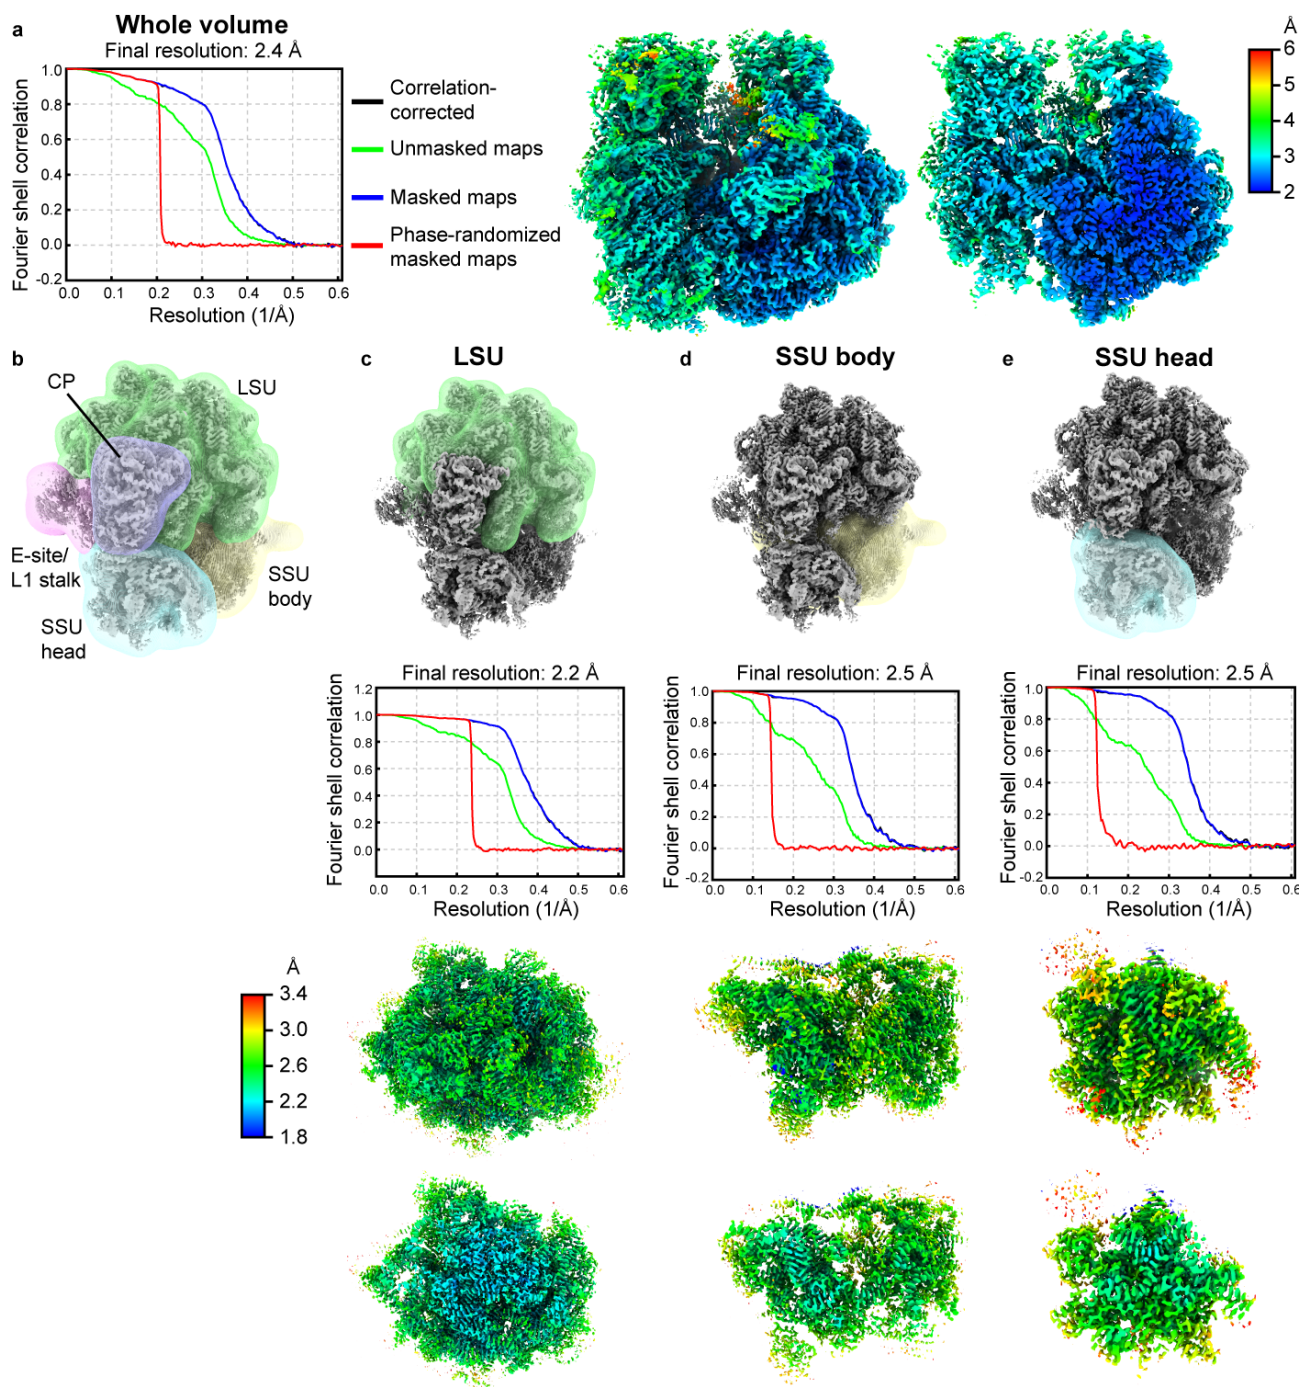 a
Whole volume
Final resolution: 2.4 Å
Fourier shell correlation
1.0
0.8
0.6
0.4
0.2
0.0
-0.2
0.0 0.1 0.2 0.3 0.4 0.5 0.6
Resolution (1/Å)
Correlation-
corrected
Unmasked maps
Masked maps
Phase-randomized
masked maps
Å
6
5
4
3
2
b
CP
LSU
E-site/
L1 stalk
SSU
head
SSU
body
c
LSU
d
SSU body
e
SSU head
Final resolution: 2.2 Å
Fourier shell correlation
1.2
1.0
0.8
0.6
0.4
0.2
0.0
0.0 0.1 0.2 0.3 0.4 0.5 0.6
Resolution (1/Å)
Final resolution: 2.5 Å
Fourier shell correlation
1.0
0.8
0.6
0.4
0.2
0.0
-0.2
0.0 0.1 0.2 0.3 0.4 0.5 0.6
Resolution (1/Å)
Final resolution: 2.5 Å
Fourier shell correlation
1.0
0.8
0.6
0.4
0.2
0.0
-0.2
0.0 0.1 0.2 0.3 0.4 0.5 0.6
Resolution (1/Å)
Å
3.4
3.0
2.6
2.2
1.8